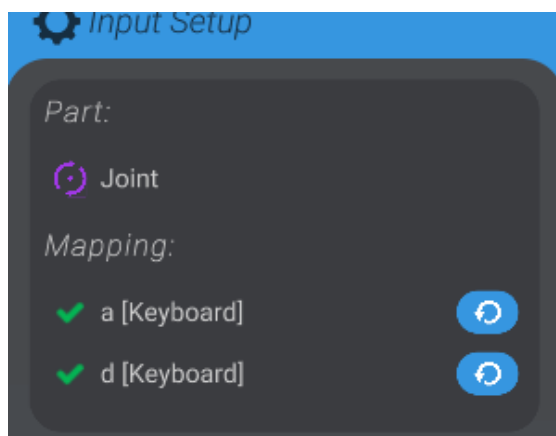 Input Setup
Part:
Joint
Mapping:
a [Keyboard]
d [Keyboard]